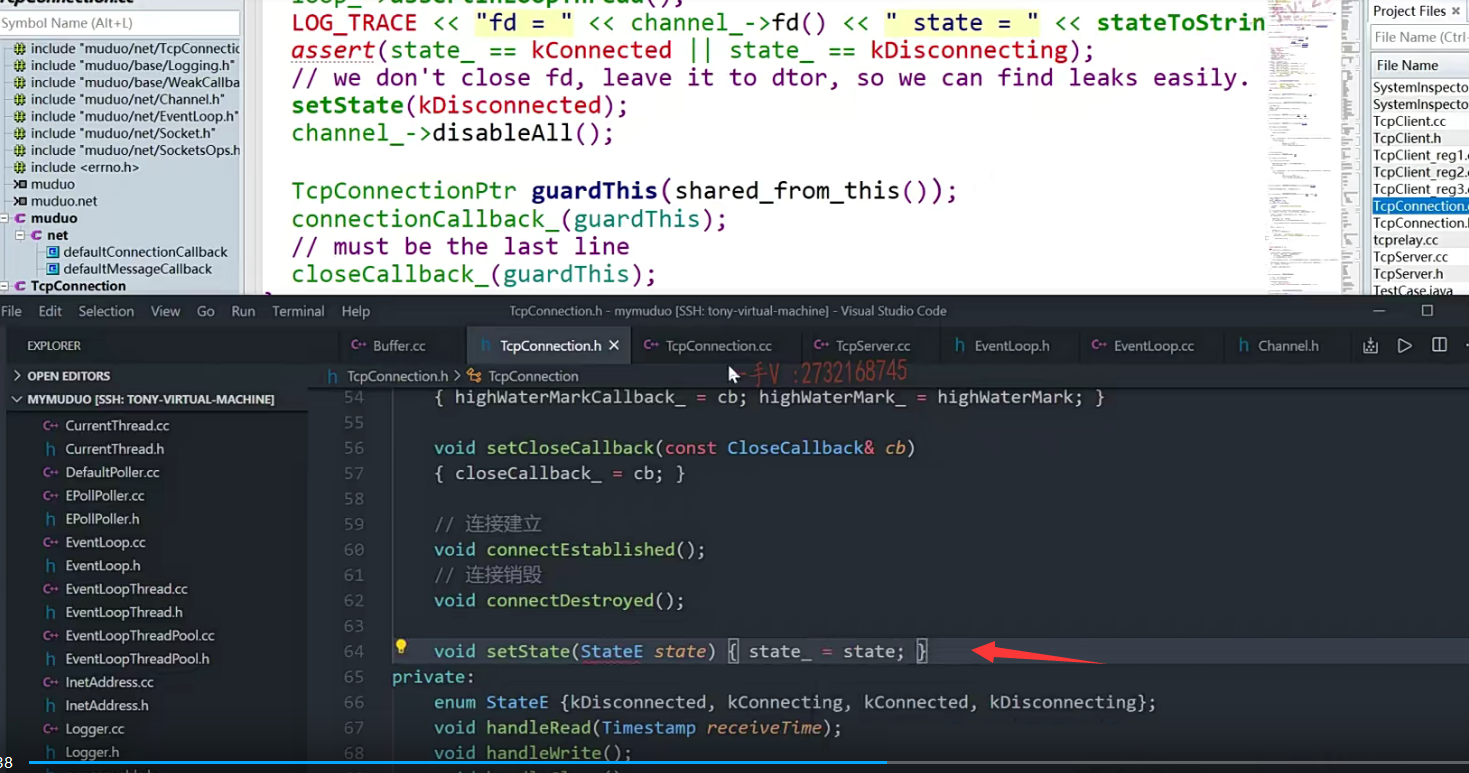 TcpConnection.cc
Symbol Name (Alt+L)
include "muduo/net/TcpConnectic
include "muduo/base/Logging.h"
include "muduo/base/WeakCallba
include "muduo/net/Channel.h"
include "muduo/net/EventLoop.h"
include "muduo/net/Socket.h"
include "muduo/net/SocketsOps.h
include <errno.h>
muduo
muduo.net
muduo
net
defaultConnectionCallback
defaultMessageCallback
TcpConnection
loop_->assertInLoopThread();
LOG_TRACE << "fd = " << channel_->fd() << " state = " << stateToStrin
assert(state_ == kConnected || state_ == kDisconnecting);
// we don't close fd, leave it to dtor, so we can find leaks easily.
setState(kDisconnected);
channel_->disableAll();
TcpConnectionPtr guardThis(shared_from_this());
connectionCallback_(guardThis);
// must be the last line
closeCallback_(guardThis);
Project Files
File Name (Ctrl-
File Name
SystemInspecto
SystemInspecto
TcpClient.cc
TcpClient.h
TcpClient_reg1.
TcpClient_reg2.
TcpClient_reg3.
TcpConnection.
TcpConnection.
tcprelay.cc
TcpServer.cc
TcpServer.h
TestCase.java
File Edit Selection View Go Run Terminal Help
TcpConnection.h - mymuduo [SSH: tony-virtual-machine] - Visual Studio Code
EXPLORER
Buffer.cc TcpConnection.h TcpConnection.cc TcpServer.cc EventLoop.h EventLoop.cc Channel.h
OPEN EDITORS
TcpConnection.h > TcpConnection
一手V :2732168745
MYMUDUO [SSH: TONY-VIRTUAL-MACHINE]
CurrentThread.cc
CurrentThread.h
DefaultPoller.cc
EPollPoller.cc
EPollPoller.h
EventLoop.cc
EventLoop.h
EventLoopThread.cc
EventLoopThread.h
EventLoopThreadPool.cc
EventLoopThreadPool.h
InetAddress.cc
InetAddress.h
Logger.cc
Logger.h
54 { highWaterMarkCallback_ = cb; highWaterMark_ = highWaterMark; }
55
56 void setCloseCallback(const CloseCallback& cb)
57 { closeCallback_ = cb; }
58
59 // 连接建立
60 void connectEstablished();
61 // 连接销毁
62 void connectDestroyed();
63
64 void setState(StateE state) { state_ = state; }
65 private:
66 enum StateE {kDisconnected, kConnecting, kConnected, kDisconnecting};
67 void handleRead(Timestamp receiveTime);
68 void handleWrite();
38